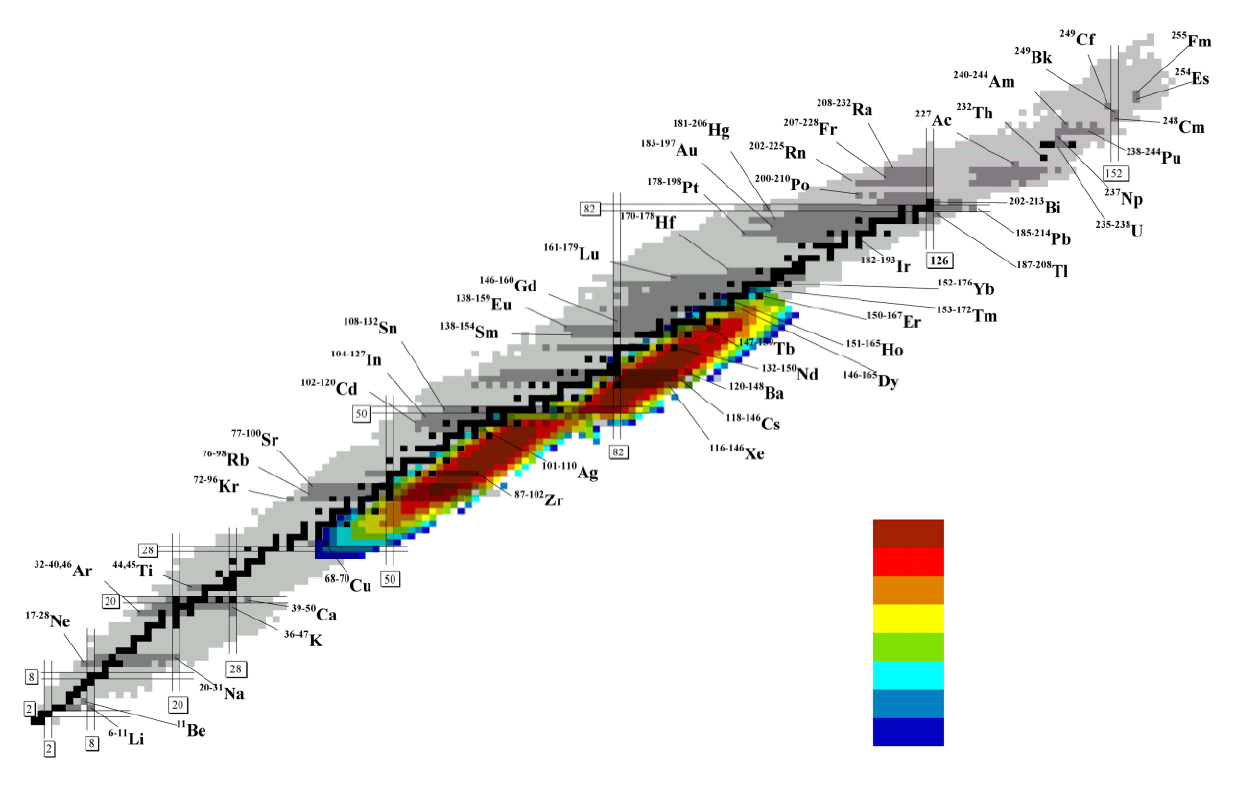 ²⁵⁵Fm
²⁴⁹Cf
²⁴⁹Bk
²⁵⁴Es
²⁴⁰⁻²⁴⁴Am
²⁰⁸⁻²³²Ra
²³²Th
²²⁷Ac
²⁴⁸Cm
²⁰⁷⁻²²⁸Fr
¹⁸¹⁻²⁰⁶Hg
²³⁸⁻²⁴⁴Pu
²⁰²⁻²²⁵Rn
¹⁸³⁻¹⁹⁷Au
152
²⁰⁰⁻²¹⁰Po
¹⁷⁸⁻¹⁹⁸Pt
²³⁷Np
82
²⁰²⁻²¹³Bi
¹⁷⁰⁻¹⁷⁸Hf
²³⁵⁻²³⁸U
¹⁸⁵⁻²¹⁴Pb
¹⁶¹⁻¹⁷⁹Lu
¹⁸²⁻¹⁹³Ir
126
¹⁸⁷⁻²⁰⁸Tl
¹⁴⁶⁻¹⁶⁰Gd
¹⁵²⁻¹⁷⁶Yb
¹³⁸⁻¹⁵⁹Eu
¹⁵³⁻¹⁷²Tm
¹⁵⁰⁻¹⁶⁷Er
¹⁰⁸⁻¹³²Sn
¹³⁸⁻¹⁵⁴Sm
¹⁴⁷⁻¹⁵⁹Tb
¹⁵¹⁻¹⁶⁵Ho
¹⁰⁴⁻¹²⁷In
¹³²⁻¹⁵⁰Nd
¹⁴⁶⁻¹⁶⁵Dy
¹⁰²⁻¹²⁰Cd
¹²⁰⁻¹⁴⁸Ba
50
¹¹⁸⁻¹⁴⁶Cs
⁷⁷⁻¹⁰⁰Sr
82
¹¹⁶⁻¹⁴⁶Xe
⁷⁶⁻⁹⁸Rb
¹⁰¹⁻¹¹⁰Ag
⁷²⁻⁹⁶Kr
⁸⁷⁻¹⁰²Zr
28
³²⁻⁴⁰,⁴⁶Ar
⁴⁴,⁴⁵Ti
⁶⁸⁻⁷⁰Cu
50
20
³⁹⁻⁵⁰Ca
¹⁷⁻²⁸Ne
³⁶⁻⁴⁷K
8
28
²⁰⁻³¹Na
2
20
¹¹Be
⁶⁻¹¹Li
2
8